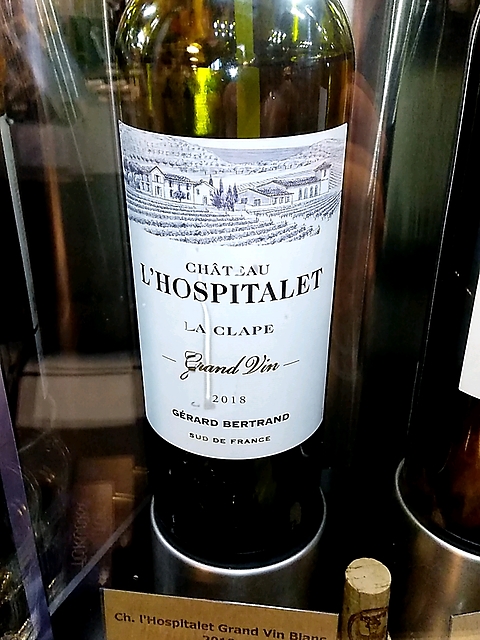 CHÂTEAU
L'HOSPITALET
LA CLAPE
Grand Vin
2018
GÉRARD BERTRAND
SUD DE FRANCE
Ch. l'Hospitalet Grand Vin Blanc